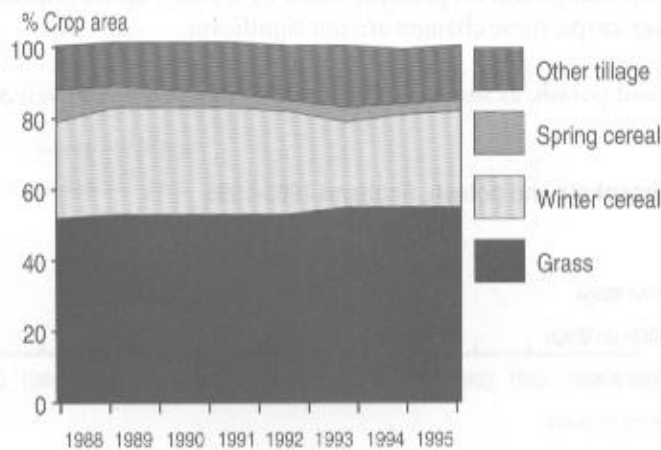 % Crop area
100
80
60
40
20
0
1988 1989 1990 1991 1992 1993 1994 1995
Other tillage
Spring cereal
Winter cereal
Grass